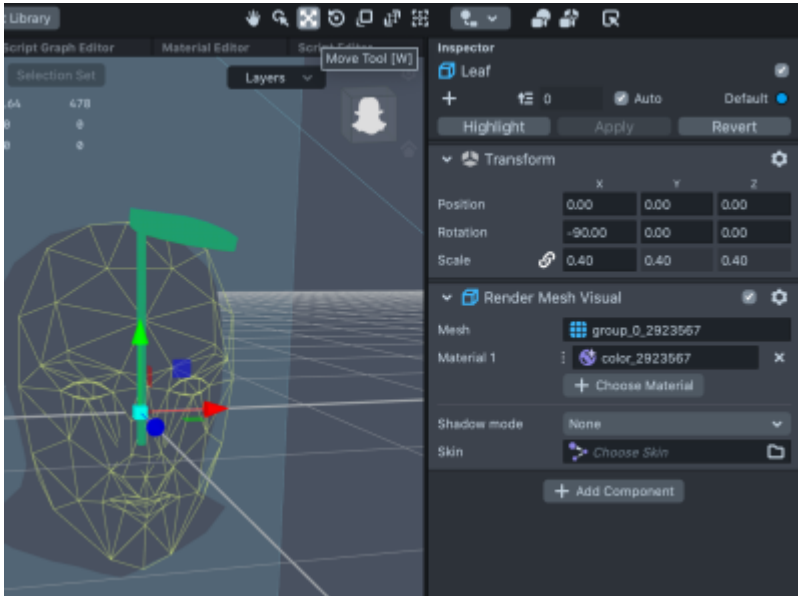 Library
Script Graph Editor
Material Editor
Script Editor
Move Tool [W]
Selection Set
Layers
.64 478
0 0
0 0
Inspector
Leaf
0
Auto
Default
Highlight
Apply
Revert
Transform
X Y Z
Position 0.00 0.00 0.00
Rotation -90.00 0.00 0.00
Scale 0.40 0.40 0.40
Render Mesh Visual
Mesh group_0_2923567
Material 1 color_2923567
+ Choose Material
Shadow mode None
Skin Choose Skin
+ Add Component